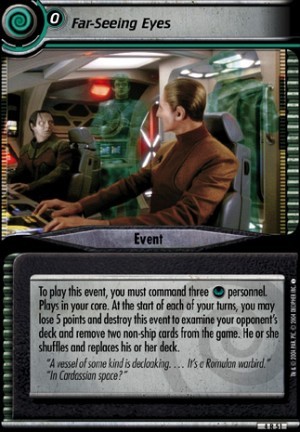 0 Far-Seeing Eyes
Event
To play this event, you must command three personnel.
Plays in your core. At the start of each of your turns, you may
lose 5 points and destroy this event to examine your opponent's
deck and remove two non-ship cards from the game. He or she
shuffles and replaces his or her deck.
"A vessel of some kind is decloaking. . . . It's a Romulan warbird."
"In Cardassian space?"